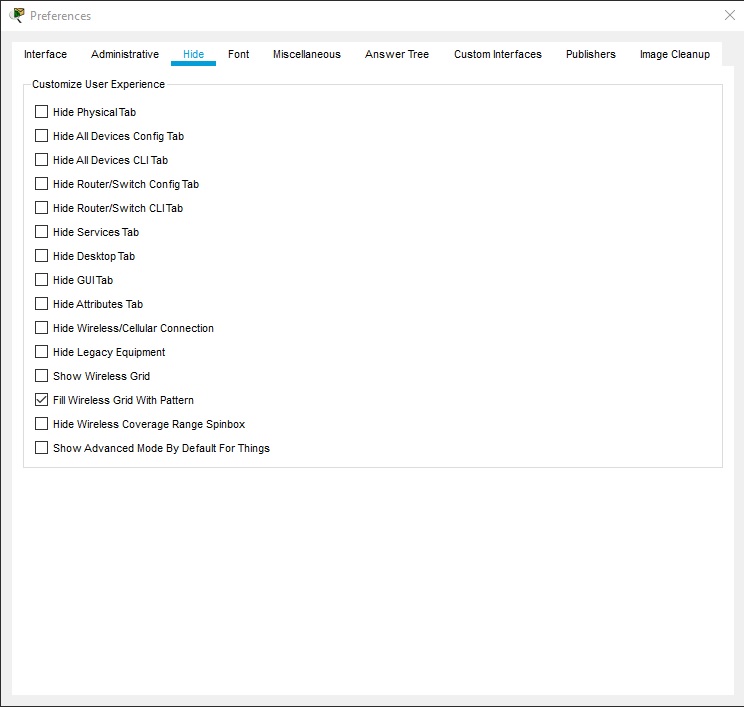 Preferences
Interface Administrative Hide Font Miscellaneous Answer Tree Custom Interfaces Publishers Image Cleanup
Customize User Experience
Hide Physical Tab
Hide All Devices Config Tab
Hide All Devices CLI Tab
Hide Router/Switch Config Tab
Hide Router/Switch CLI Tab
Hide Services Tab
Hide Desktop Tab
Hide GUI Tab
Hide Attributes Tab
Hide Wireless/Cellular Connection
Hide Legacy Equipment
Show Wireless Grid
Fill Wireless Grid With Pattern
Hide Wireless Coverage Range Spinbox
Show Advanced Mode By Default For Things